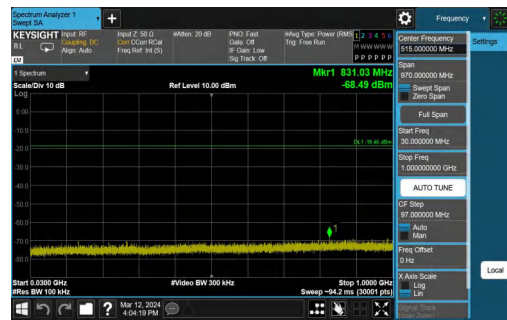 Spectrum Analyzer 1
Swept SA
Frequency
Settings
KEYSIGHT
RL
Input: RF
Coupling: DC
Align: Auto
Input Z: 50 Ω
Corr CCorr RCal
Freq Ref: Int (S)
#Atten: 20 dB
PNO: Fast
Gate: Off
IF Gain: Low
Sig Track: Off
#Avg Type: Power (RMS
Trig: Free Run
1 2 3 4 5 6
M W W W W W
P P P P P P
LV
1 Spectrum
Scale/Div 10 dB
Log
Ref Level 10.00 dBm
Mkr1 831.03 MHz
-68.49 dBm
0.00
-10.0
-20.0
-30.0
-40.0
-50.0
-60.0
-70.0
-80.0
1
Start 0.0300 GHz
#Res BW 100 kHz
#Video BW 300 kHz
Stop 1.0000 GHz
Sweep ~94.2 ms (30001 pts)
Center Frequency
515.000000 MHz
Span
970.000000 MHz
Swept Span
Zero Span
Full Span
Start Freq
30.000000 MHz
Stop Freq
1.000000000 GHz
AUTO TUNE
CF Step
97.000000 MHz
Auto
Man
Freq Offset
0 Hz
X Axis Scale
Log
Lin
Signal Track
Local
Mar 12, 2024
4:04:19 PM